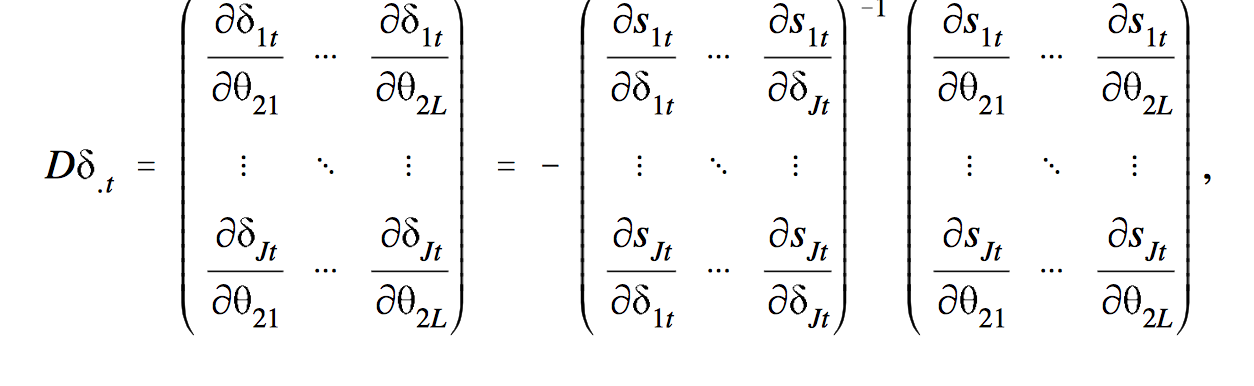 ∂δ1t ... ∂δ1t ∂s1t ... ∂s1t −1 ∂s1t ... ∂s1t
∂θ21 ∂θ2L ∂δ1t ∂δJt ∂θ21 ∂θ2L
Dδ.t = ⋮ ⋱ ⋮ = − ⋮ ⋱ ⋮ ⋮ ⋱ ⋮ ,
∂δJt ... ∂δJt ∂sJt ... ∂sJt ∂sJt ... ∂sJt
∂θ21 ∂θ2L ∂δ1t ∂δJt ∂θ21 ∂θ2L